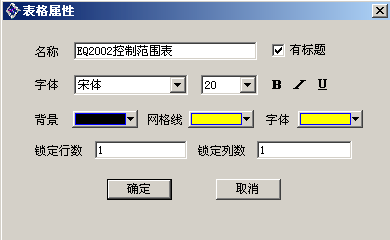 表格属性
名称 EQ2002控制范围表 有标题
字体 宋体 20 B I U
背景 网格线 字体
锁定行数 1 锁定列数 1
确定 取消